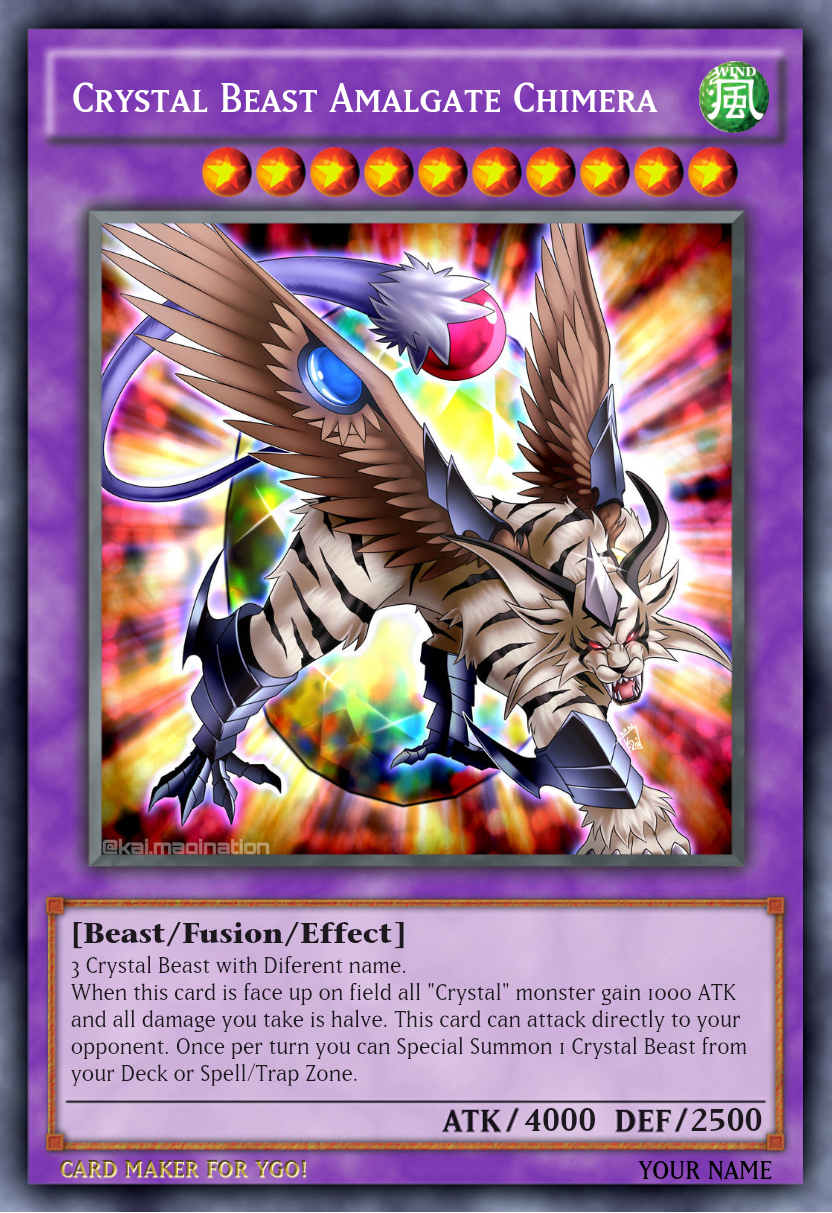 Crystal Beast Amalgate Chimera
WIND
風
@kai.magination
[Beast/Fusion/Effect]
3 Crystal Beast with Diferent name.
When this card is face up on field all "Crystal" monster gain 1000 ATK
and all damage you take is halve. This card can attack directly to your
opponent. Once per turn you can Special Summon 1 Crystal Beast from
your Deck or Spell/Trap Zone.
ATK/4000 DEF/2500
CARD MAKER FOR YGO!
YOUR NAME